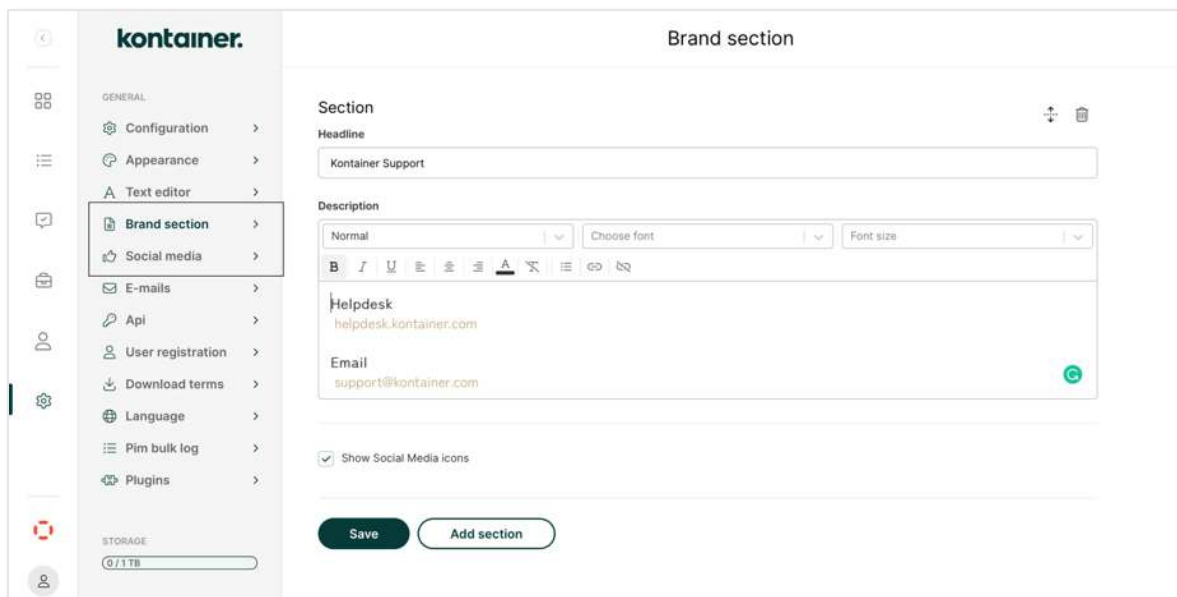 kontainer.
Brand section
GENERAL
Configuration
Appearance
Text editor
Brand section
Social media
E-mails
Api
User registration
Download terms
Language
Pim bulk log
Plugins
STORAGE
0 / 1 TB
Section
Headline
Kontainer Support
Description
Normal
Choose font
Font size
B I U A
Helpdesk
helpdesk.kontainer.com
Email
support@kontainer.com
Show Social Media icons
Save
Add section